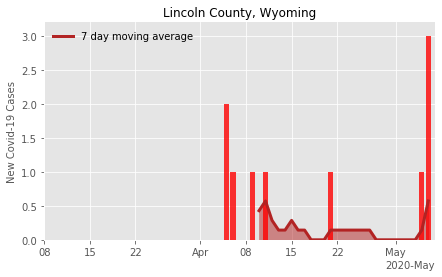 Lincoln County, Wyoming
7 day moving average
New Covid-19 Cases
3.0
2.5
2.0
1.5
1.0
0.5
0.0
08 15 22 Apr 08 15 22 May
2020-May